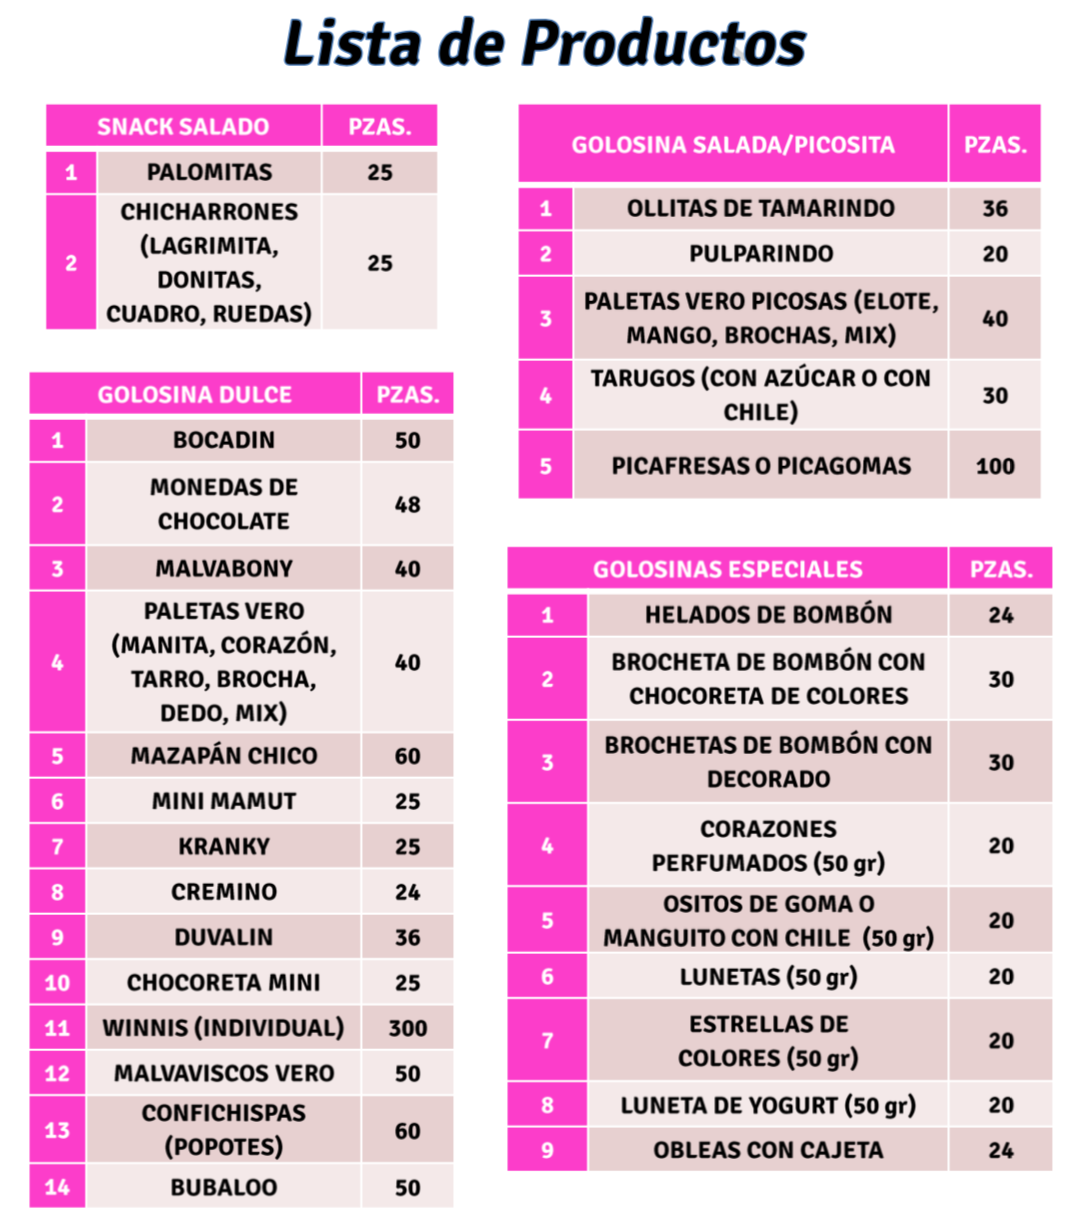 Lista de Productos
SNACK SALADO PZAS.
1 PALOMITAS 25
CHICHARRONES
(LAGRIMITA,
2 25
DONITAS,
CUADRO, RUEDAS)
GOLOSINA DULCE PZAS.
1 BOCADIN 50
MONEDAS DE
2 48
CHOCOLATE
3 MALVABONY 40
PALETAS VERO
(MANITA, CORAZÓN,
4 40
TARRO, BROCHA,
DEDO, MIX)
5 MAZAPÁN CHICO 60
6 MINI MAMUT 25
7 KRANKY 25
8 CREMINO 24
9 DUVALIN 36
10 CHOCORETA MINI 25
11 WINNIS (INDIVIDUAL) 300
12 MALVAVISCOS VERO 50
CONFICHISPAS
13 60
(POPOTES)
14 BUBALOO 50
GOLOSINA SALADA/PICOSITA PZAS.
1 OLLITAS DE TAMARINDO 36
2 PULPARINDO 20
PALETAS VERO PICOSAS (ELOTE,
3 40
MANGO, BROCHAS, MIX)
TARUGOS (CON AZÚCAR O CON
4 30
CHILE)
5 PICAFRESAS O PICAGOMAS 100
GOLOSINAS ESPECIALES PZAS.
1 HELADOS DE BOMBÓN 24
BROCHETA DE BOMBÓN CON
2 30
CHOCORETA DE COLORES
BROCHETAS DE BOMBÓN CON
3 30
DECORADO
CORAZONES
4 20
PERFUMADOS (50 gr)
OSITOS DE GOMA O
5 20
MANGUITO CON CHILE (50 gr)
6 LUNETAS (50 gr) 20
ESTRELLAS DE
7 20
COLORES (50 gr)
8 LUNETA DE YOGURT (50 gr) 20
9 OBLEAS CON CAJETA 24